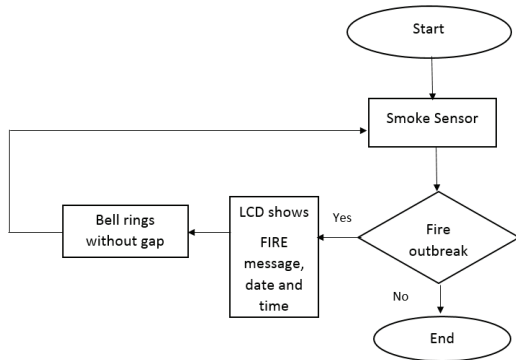 Start
Smoke Sensor
Fire
outbreak
Yes
LCD shows
FIRE
message,
date and
time
Bell rings
without gap
No
End